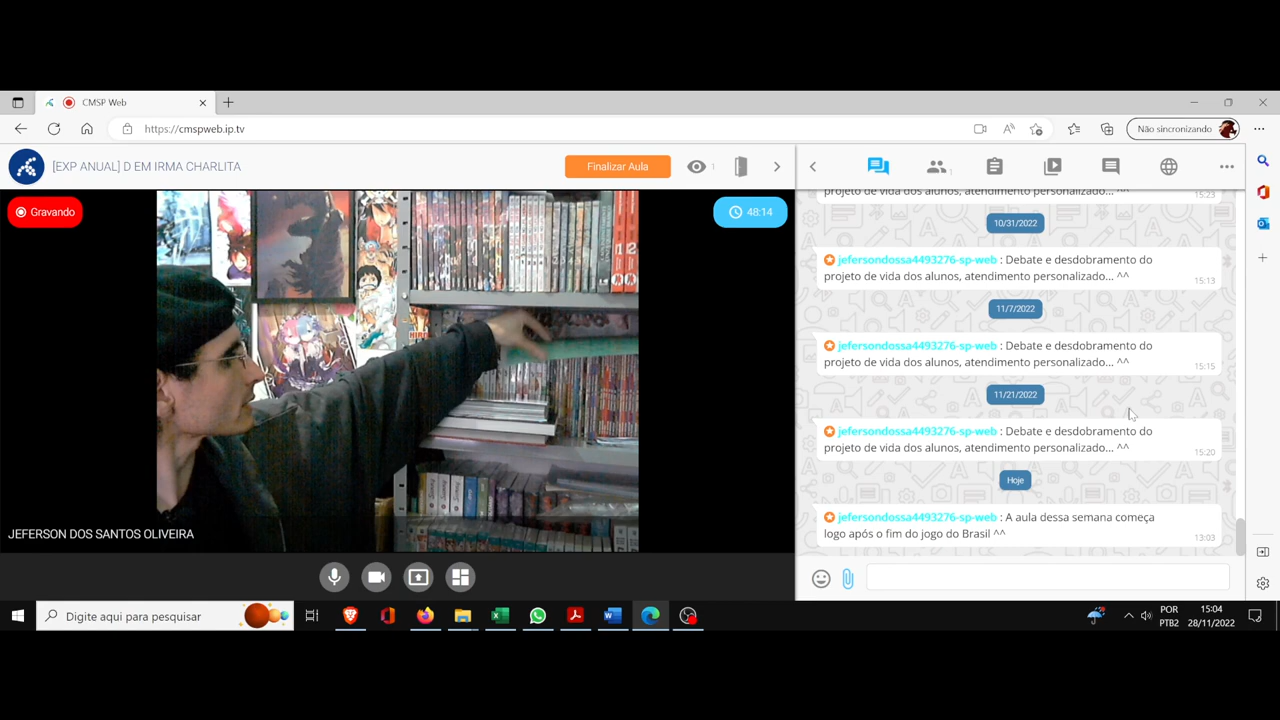 CMSP Web
https://cmspweb.ip.tv
Não sincronizando
[EXP ANUAL] D EM IRMA CHARLITA
Finalizar Aula
1
1
Gravando
48:14
projeto de vida dos alunos, atendimento personalizado... ^^
15:23
10/31/2022
jefersondossa4493276-sp-web : Debate e desdobramento do
projeto de vida dos alunos, atendimento personalizado... ^^
15:13
11/7/2022
jefersondossa4493276-sp-web : Debate e desdobramento do
projeto de vida dos alunos, atendimento personalizado... ^^
15:15
11/21/2022
jefersondossa4493276-sp-web : Debate e desdobramento do
projeto de vida dos alunos, atendimento personalizado... ^^
15:20
Hoje
jefersondossa4493276-sp-web : A aula dessa semana começa
logo após o fim do jogo do Brasil ^^
13:03
JEFERSON DOS SANTOS OLIVEIRA
Digite aqui para pesquisar
POR
PTB2
15:04
28/11/2022